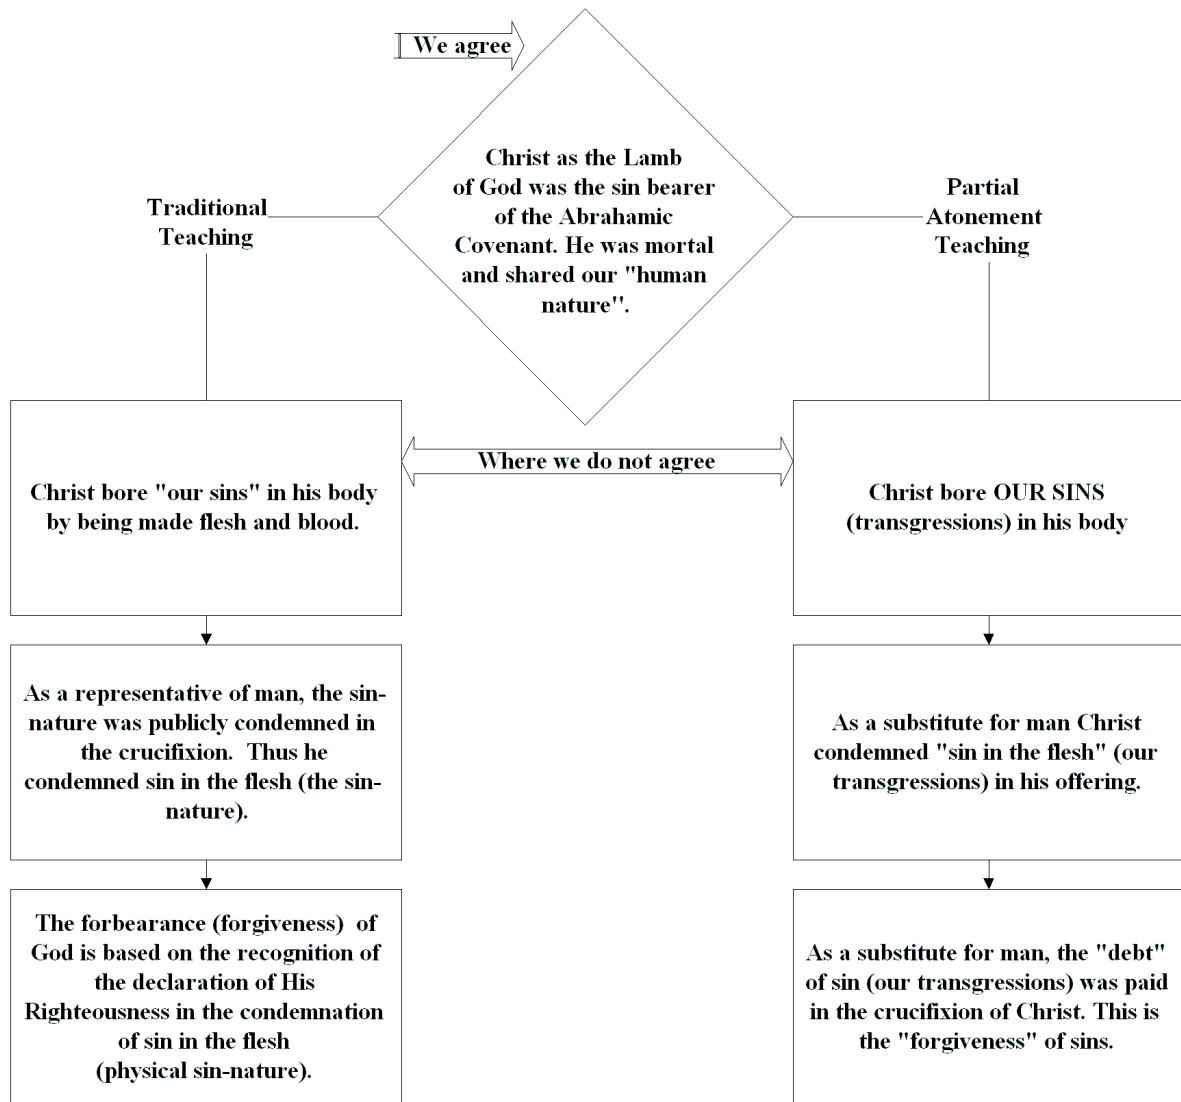 We agree
Christ as the Lamb
of God was the sin bearer
of the Abrahamic
Covenant. He was mortal
and shared our "human
nature".
Traditional
Teaching
Partial
Atonement
Teaching
Where we do not agree
Christ bore "our sins" in his body
by being made flesh and blood.
As a representative of man, the sin-
nature was publicly condemned in
the crucifixion.  Thus he
condemned sin in the flesh (the sin-
nature).
The forbearance (forgiveness)  of
God is based on the recognition of
the declaration of His
Righteousness in the condemnation
of sin in the flesh
(physical sin-nature).
Christ bore OUR SINS
(transgressions) in his body
As a substitute for man Christ
condemned "sin in the flesh" (our
transgressions) in his offering.
As a substitute for man, the "debt"
of sin (our transgressions) was paid
in the crucifixion of Christ. This is
the "forgiveness" of sins.